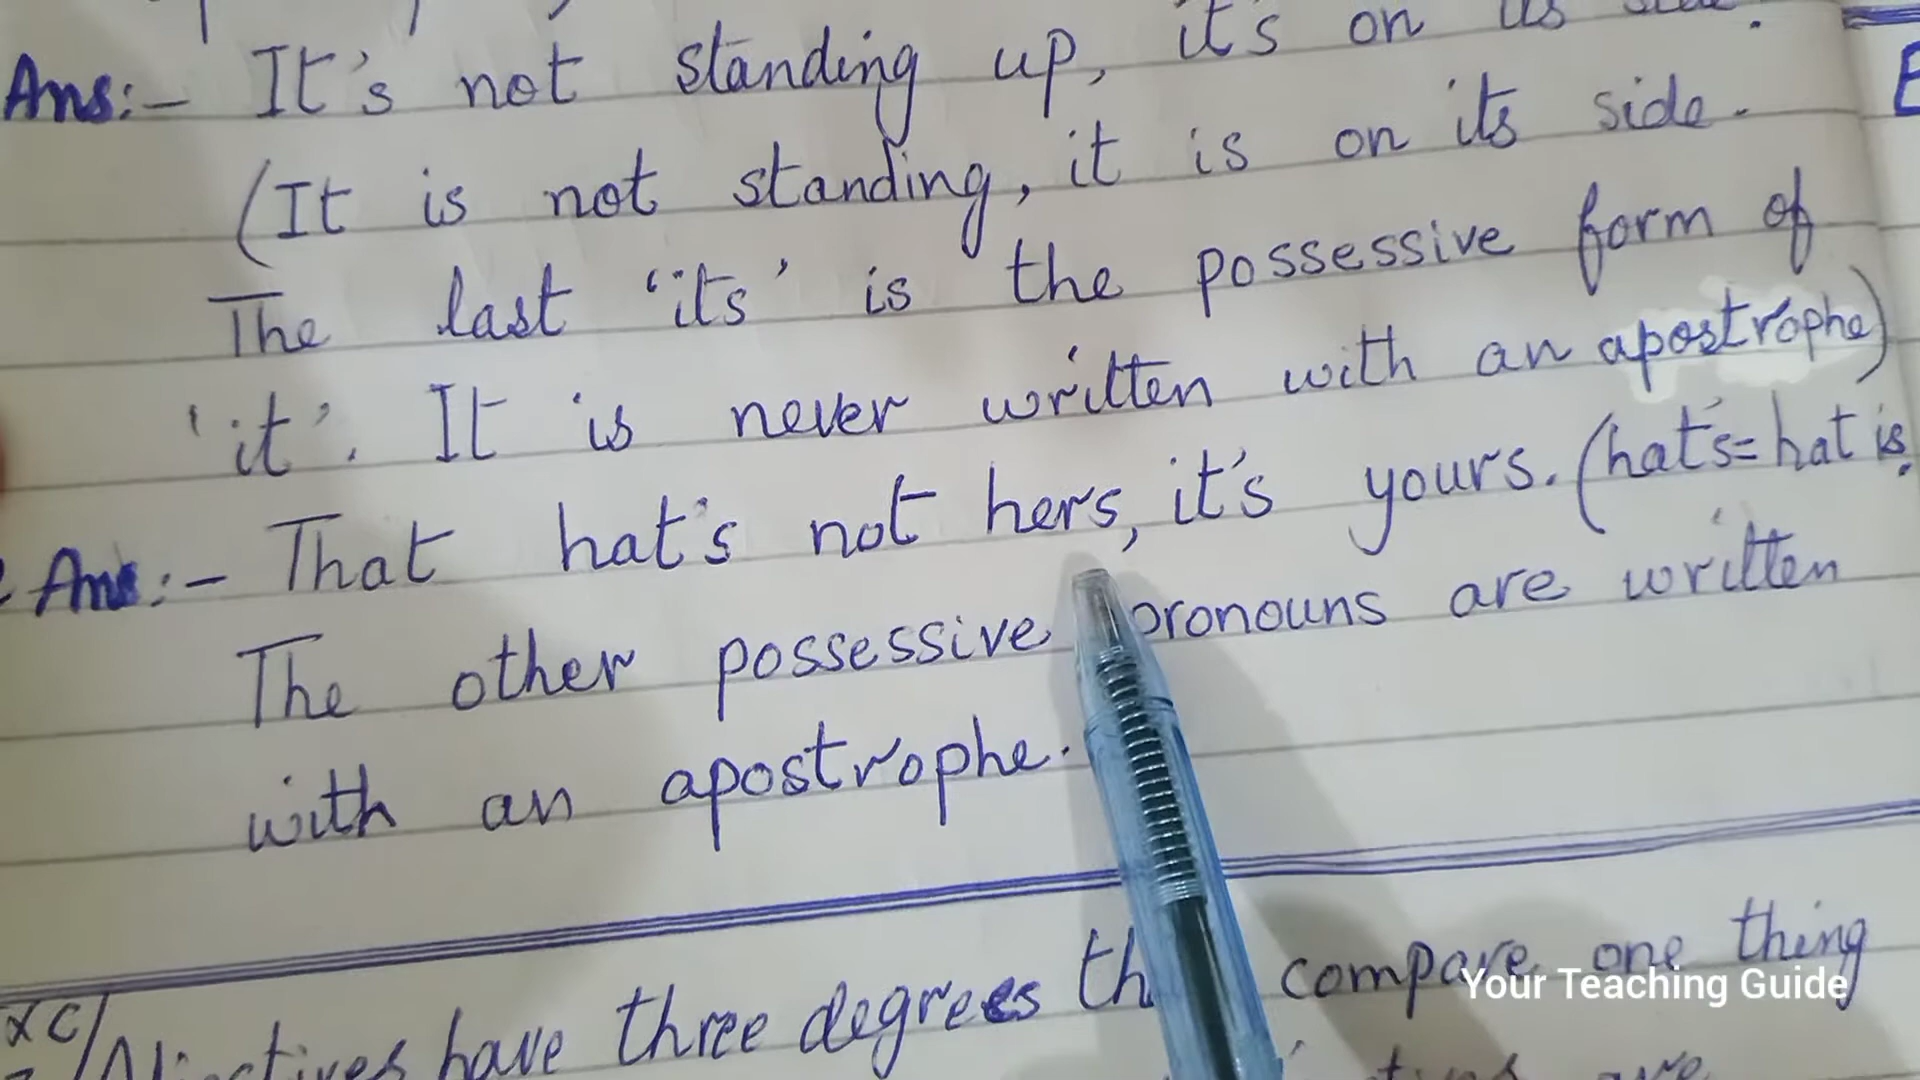 Ans:- It's not standing up, it's on its side.
(It is not standing, it is on its side.
The last 'its' is the possessive form of
'it'. It is never written with an apostrophe)
Ans:- That hat's not hers, it's yours. (hat's = hat is.
The other possessive pronouns are written
with an apostrophe.
Adjectives have three degrees compare one thing
are
Your Teaching Guide